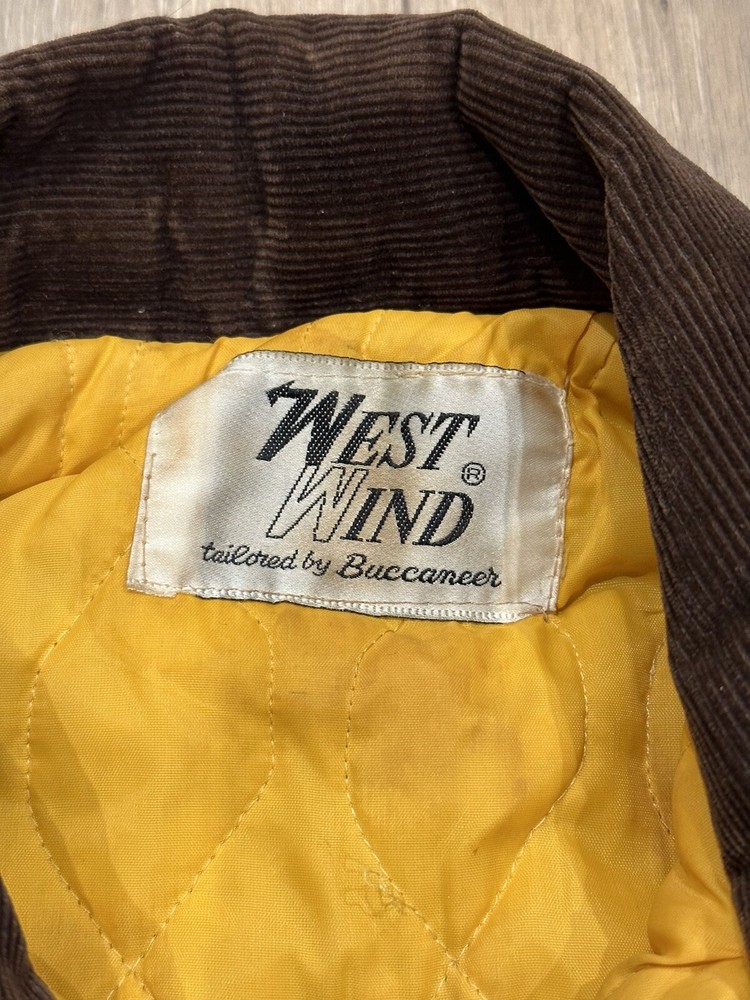 WEST
WIND ®
tailored by Buccaneer